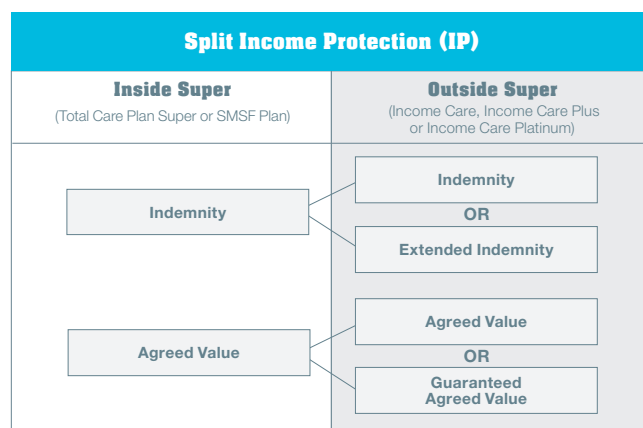 Split Income Protection (IP)
Inside Super
(Total Care Plan Super or SMSF Plan)
Outside Super
(Income Care, Income Care Plus
or Income Care Platinum)
Indemnity
Indemnity
OR
Extended Indemnity
Agreed Value
Agreed Value
OR
Guaranteed
Agreed Value